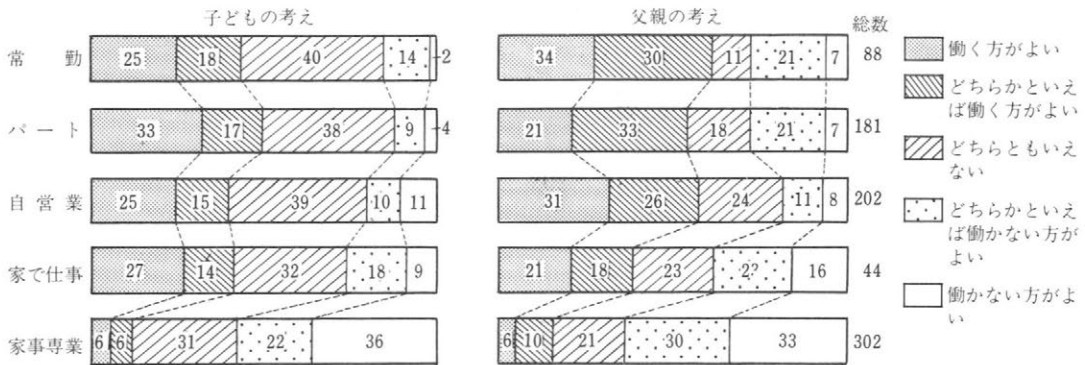 子どもの考え 父親の考え 総数
常勤 25 18 40 14 2 34 30 11 21 7 88
パート 33 17 38 9 4 21 33 18 21 7 181
自営業 25 15 39 10 11 31 26 24 11 8 202
家で仕事 27 14 32 18 9 21 18 23 16 44
家事専業 6 6 31 22 36 6 10 21 30 33 302
働く方がよい
どちらかといえ
ば働く方がよい
どちらともいえ
ない
どちらかといえ
ば働かない方が
よい
働かない方がよ
い